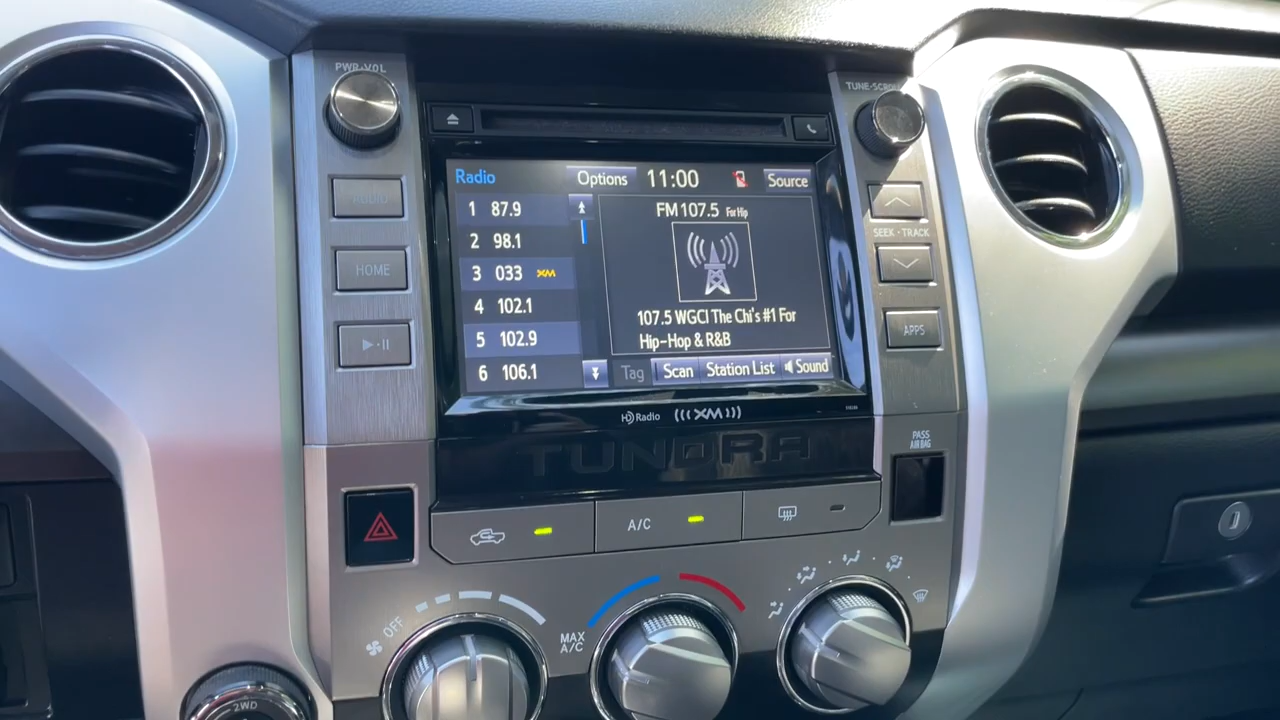 PWR·VOL
TUNE·SCROLL
AUDIO
HOME
Radio
Options
11:00
Source
1 87.9
2 98.1
3 033 XM
4 102.1
5 102.9
6 106.1
FM 107.5 For Hip
107.5 WGCI The Chi's #1 For
Hip-Hop & R&B
Tag
Scan
Station List
Sound
SEEK·TRACK
APPS
HD Radio
XM
TUNDRA
PASS
AIR BAG
A/C
OFF
MAX
A/C
2WD